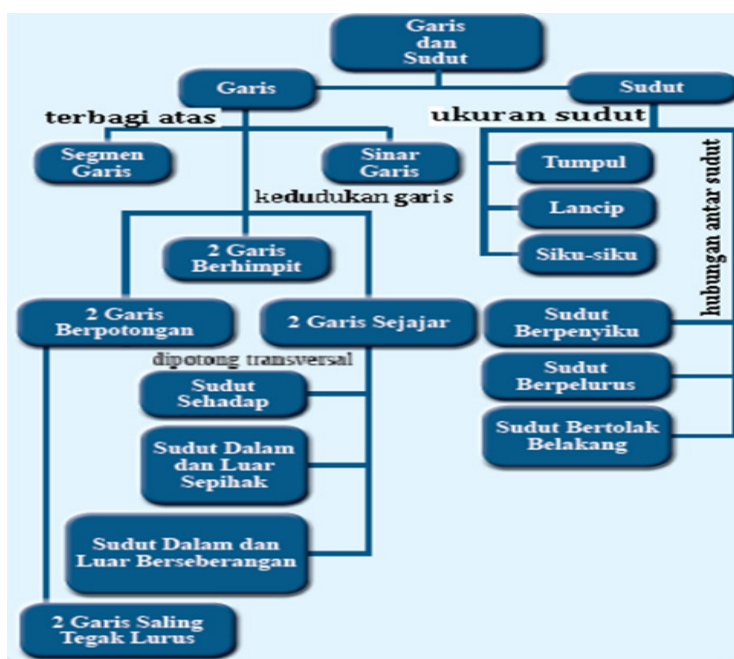 Garis
dan
Sudut
Garis
Sudut
terbagi atas
ukuran sudut
Segmen
Garis
Sinar
Garis
Tumpul
Lancip
Siku-siku
hubungan antar sudut
kedudukan garis
2 Garis
Berhimpit
2 Garis
Berpotongan
2 Garis Sejajar
Sudut
Berpenyiku
dipotong transversal
Sudut
Sehadap
Sudut
Berpelurus
Sudut Dalam
dan Luar
Sepihak
Sudut Bertolak
Belakang
Sudut Dalam dan
Luar Berseberangan
2 Garis Saling
Tegak Lurus